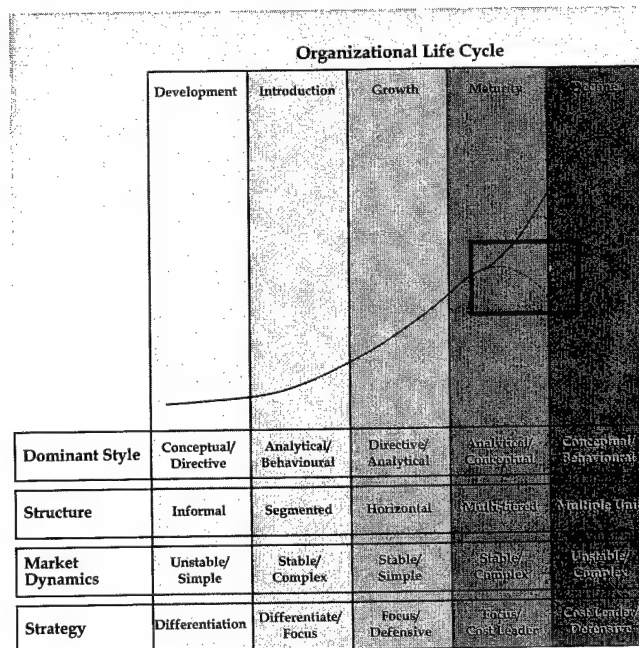 Organizational Life Cycle
Development Introduction Growth Maturity Decline
Dominant Style Conceptual/ Analytical/ Directive/ Analytical/ Conceptual/
Directive Behavioural Analytical Conceptual Behavioural
Structure Informal Segmented Horizontal Multi-tiered Multiple Unit
Market Unstable/ Stable/ Stable/ Stable/ Unstable/
Dynamics Simple Complex Simple Complex Complex
Strategy Differentiation Differentiate/ Focus/ Focus/ Cost Leader/
Focus Defensive Cost Leader Defensive